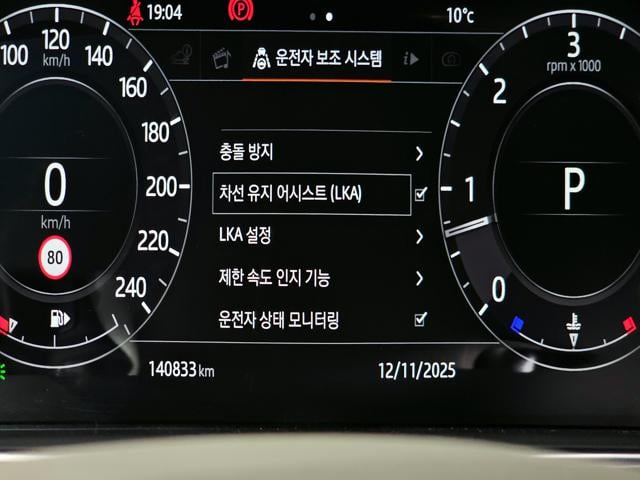 19:04
10℃
운전자 보조 시스템
i
100
120
km/h
140
160
180
200
220
240
0
km/h
80
충돌 방지
차선 유지 어시스트 (LKA)
LKA 설정
제한 속도 인지 기능
운전자 상태 모니터링
3
rpm x 1000
2
1
0
P
140833 km
12/11/2025